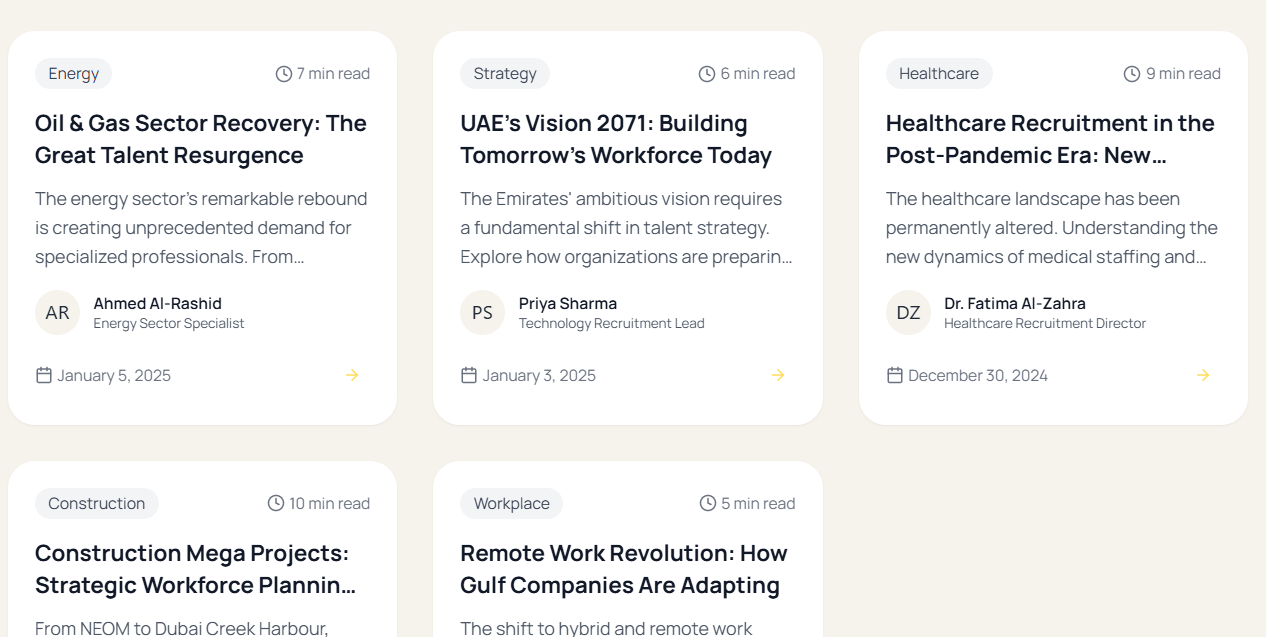 Energy
7 min read
Oil & Gas Sector Recovery: The
Great Talent Resurgence
The energy sector's remarkable rebound
is creating unprecedented demand for
specialized professionals. From…
AR
Ahmed Al-Rashid
Energy Sector Specialist
January 5, 2025
Strategy
6 min read
UAE's Vision 2071: Building
Tomorrow's Workforce Today
The Emirates' ambitious vision requires
a fundamental shift in talent strategy.
Explore how organizations are preparin…
PS
Priya Sharma
Technology Recruitment Lead
January 3, 2025
Healthcare
9 min read
Healthcare Recruitment in the
Post-Pandemic Era: New…
The healthcare landscape has been
permanently altered. Understanding the
new dynamics of medical staffing and…
DZ
Dr. Fatima Al-Zahra
Healthcare Recruitment Director
December 30, 2024
Construction
10 min read
Construction Mega Projects:
Strategic Workforce Plannin…
From NEOM to Dubai Creek Harbour,
Workplace
5 min read
Remote Work Revolution: How
Gulf Companies Are Adapting
The shift to hybrid and remote work